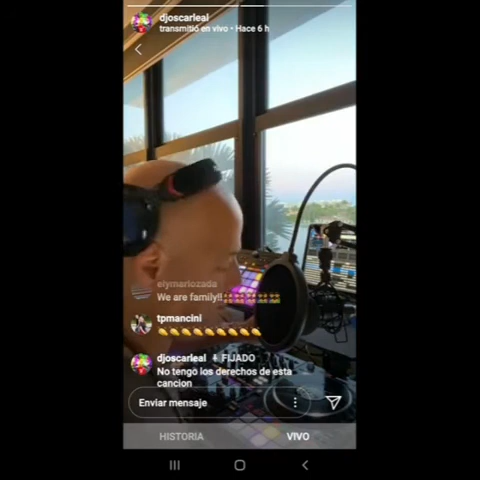 djoscarleal
transmitió en vivo • Hace 6 h
elymarlozada
We are family!!
tpmancini
djoscarleal FIJADO
No tengo los derechos de esta
cancion
Enviar mensaje
HISTORIA
VIVO